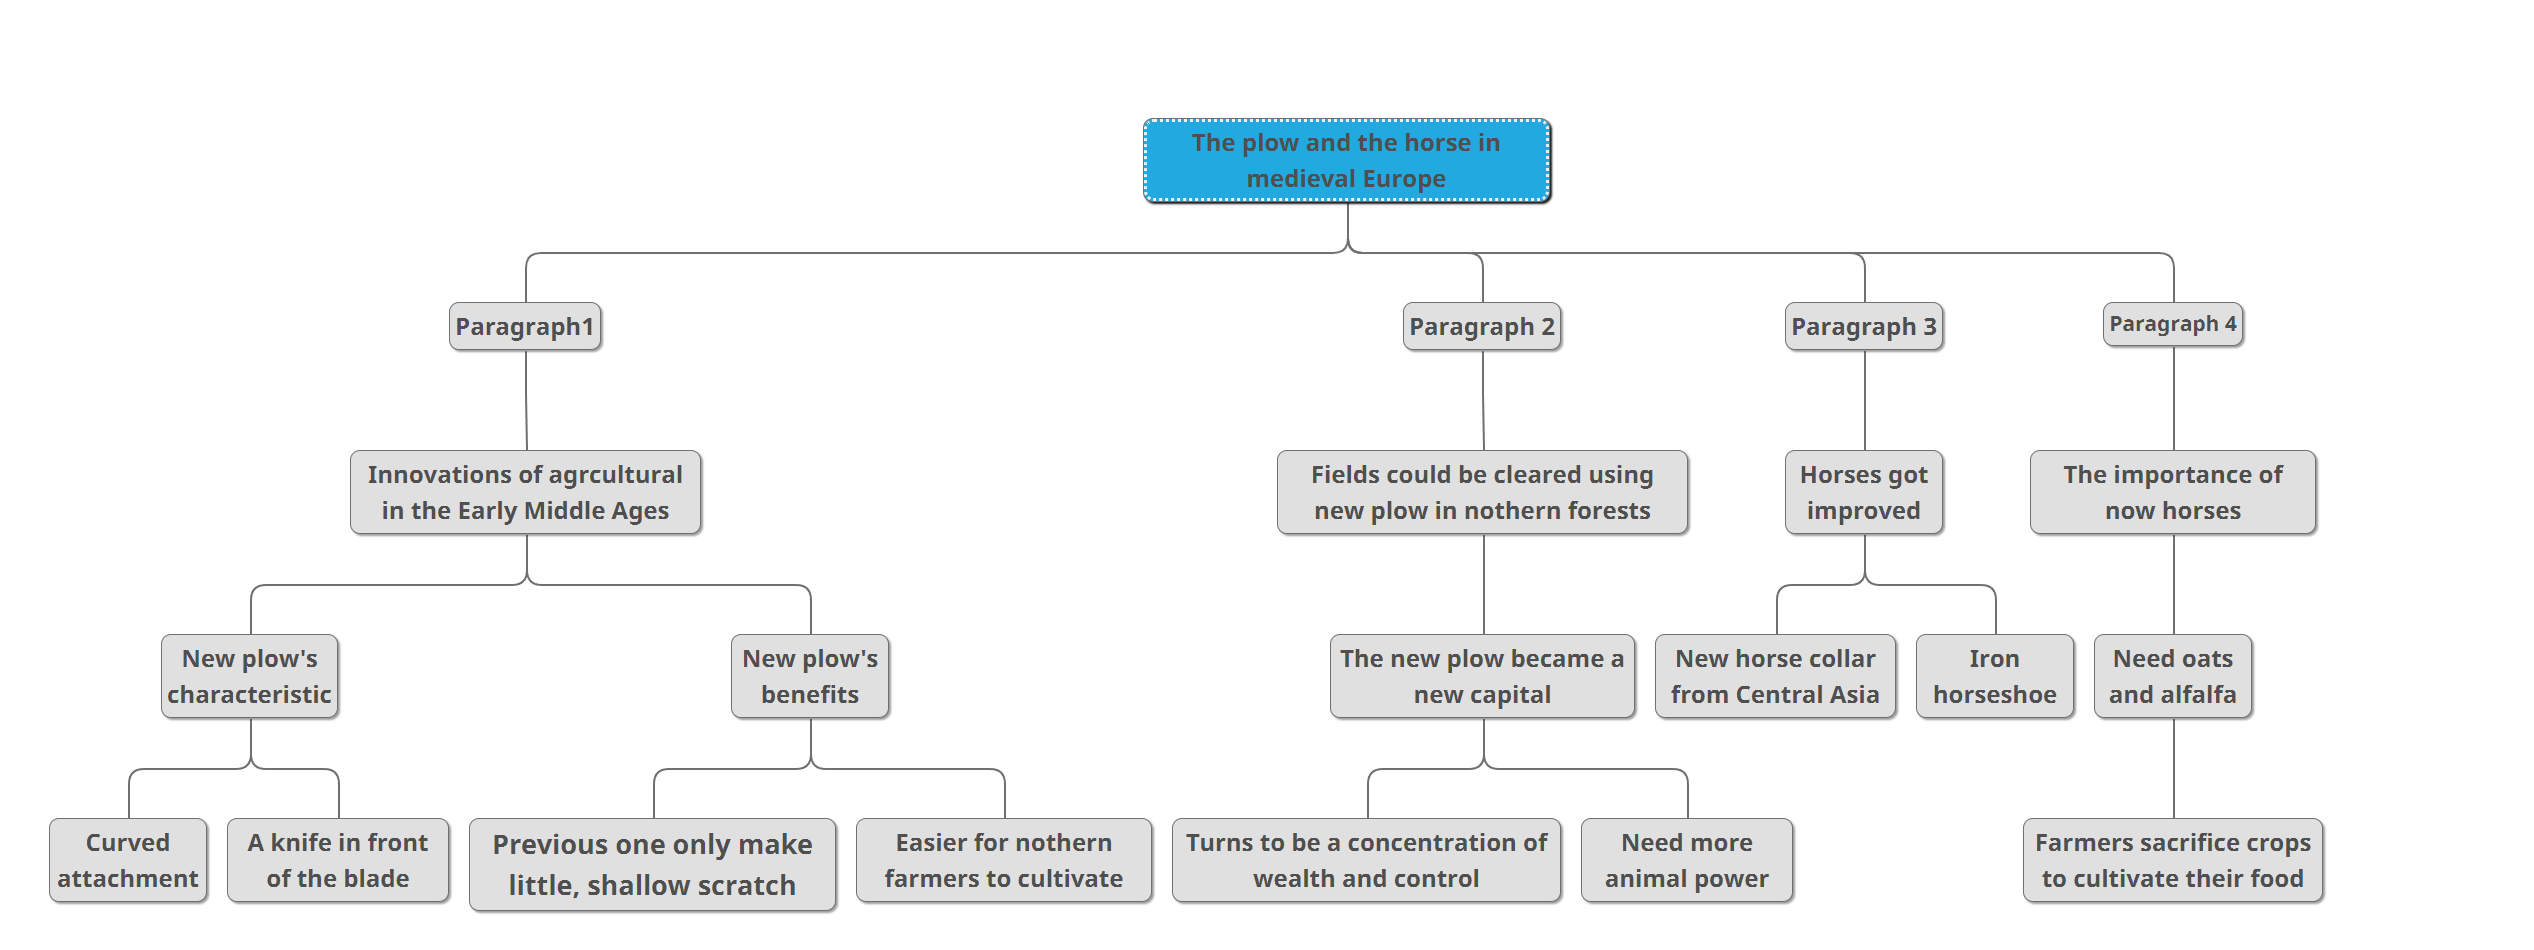 The plow and the horse in
medieval Europe
Paragraph1
Paragraph 2
Paragraph 3
Paragraph 4
Innovations of agrcultural
in the Early Middle Ages
Fields could be cleared using
new plow in nothern forests
Horses got
improved
The importance of
now horses
New plow's
characteristic
New plow's
benefits
The new plow became a
new capital
New horse collar
from Central Asia
Iron
horseshoe
Need oats
and alfalfa
Curved
attachment
A knife in front
of the blade
Previous one only make
little, shallow scratch
Easier for nothern
farmers to cultivate
Turns to be a concentration of
wealth and control
Need more
animal power
Farmers sacrifice crops
to cultivate their food